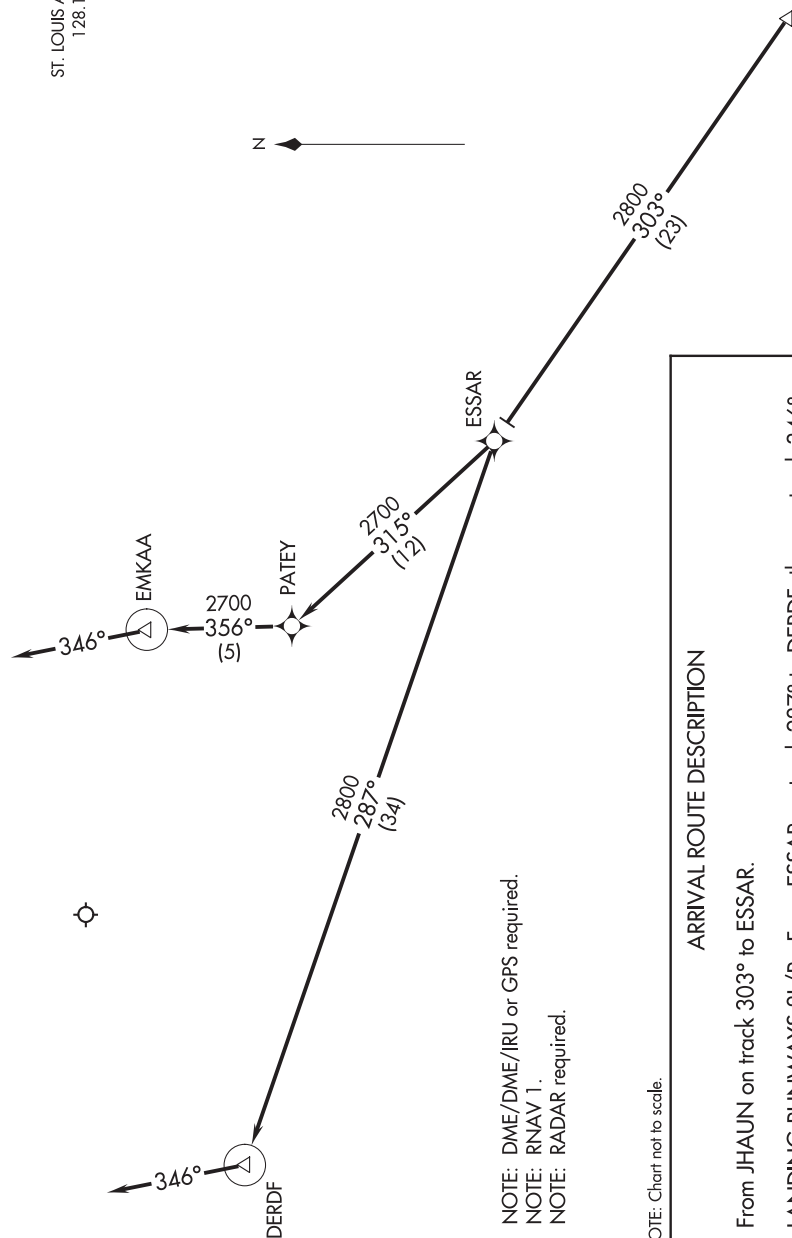 ST. LOUIS
128.1
N
2800
303°
(23)
ESSAR
2700
315°
(12)
PATEY
2700
356°
(5)
EMKAA
346°
2800
287°
(34)
346°
DERDF
NOTE: DME/DME/IRU or GPS required.
NOTE: RNAV 1.
NOTE: RADAR required.
OTE: Chart not to scale.
ARRIVAL ROUTE DESCRIPTION
From JHAUN on track 303° to ESSAR.